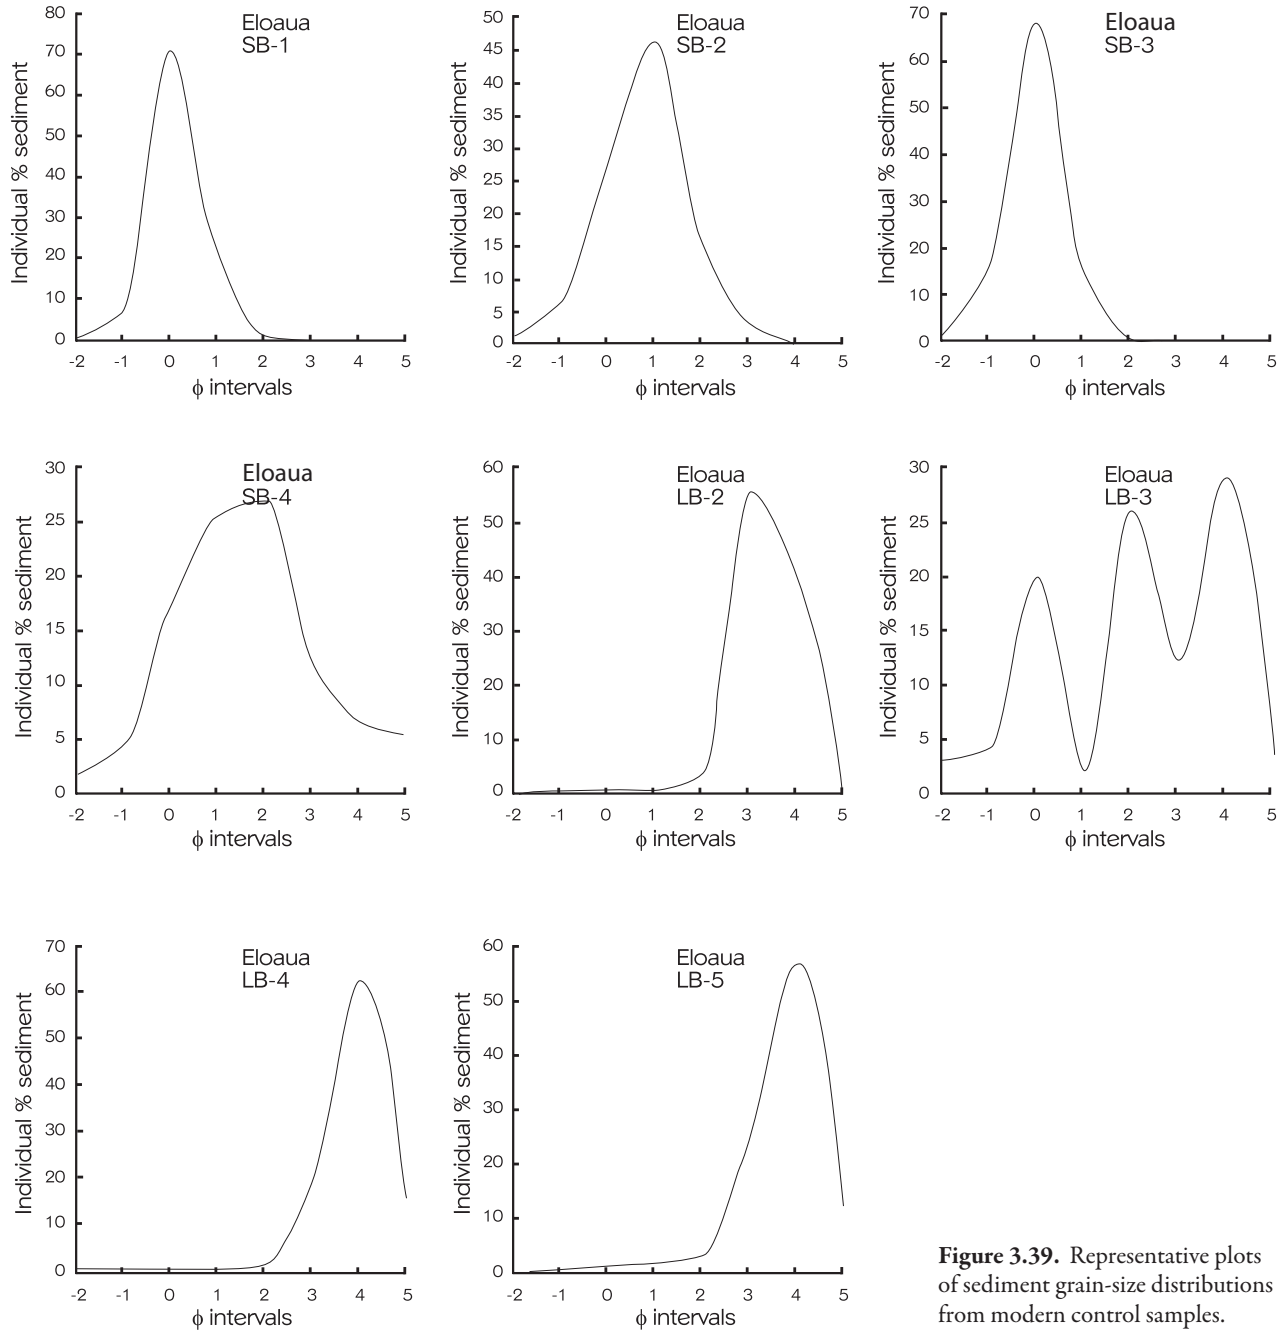 Eloaua
SB-1
80
70
60
50
40
30
20
10
0
Individual % sediment
-2 -1 0 1 2 3 4 5
ϕ intervals
Eloaua
SB-2
50
45
40
35
30
25
20
15
10
5
0
Individual % sediment
-2 -1 0 1 2 3 4 5
ϕ intervals
Eloaua
SB-3
70
60
50
40
30
20
10
0
Individual % sediment
-2 -1 0 1 2 3 4 5
ϕ intervals
Eloaua
SB-4
30
25
20
15
10
5
0
Individual % sediment
-2 -1 0 1 2 3 4 5
ϕ intervals
Eloaua
LB-2
60
50
40
30
20
10
0
Individual % sediment
-2 -1 0 1 2 3 4 5
ϕ intervals
Eloaua
LB-3
30
25
20
15
10
5
0
Individual % sediment
-2 -1 0 1 2 3 4 5
ϕ intervals
Eloaua
LB-4
70
60
50
40
30
20
10
0
Individual % sediment
-2 -1 0 1 2 3 4 5
ϕ intervals
Eloaua
LB-5
60
50
40
30
20
10
0
Individual % sediment
-2 -1 0 1 2 3 4 5
ϕ intervals
Figure 3.39. Representative plots
of sediment grain-size distributions
from modern control samples.